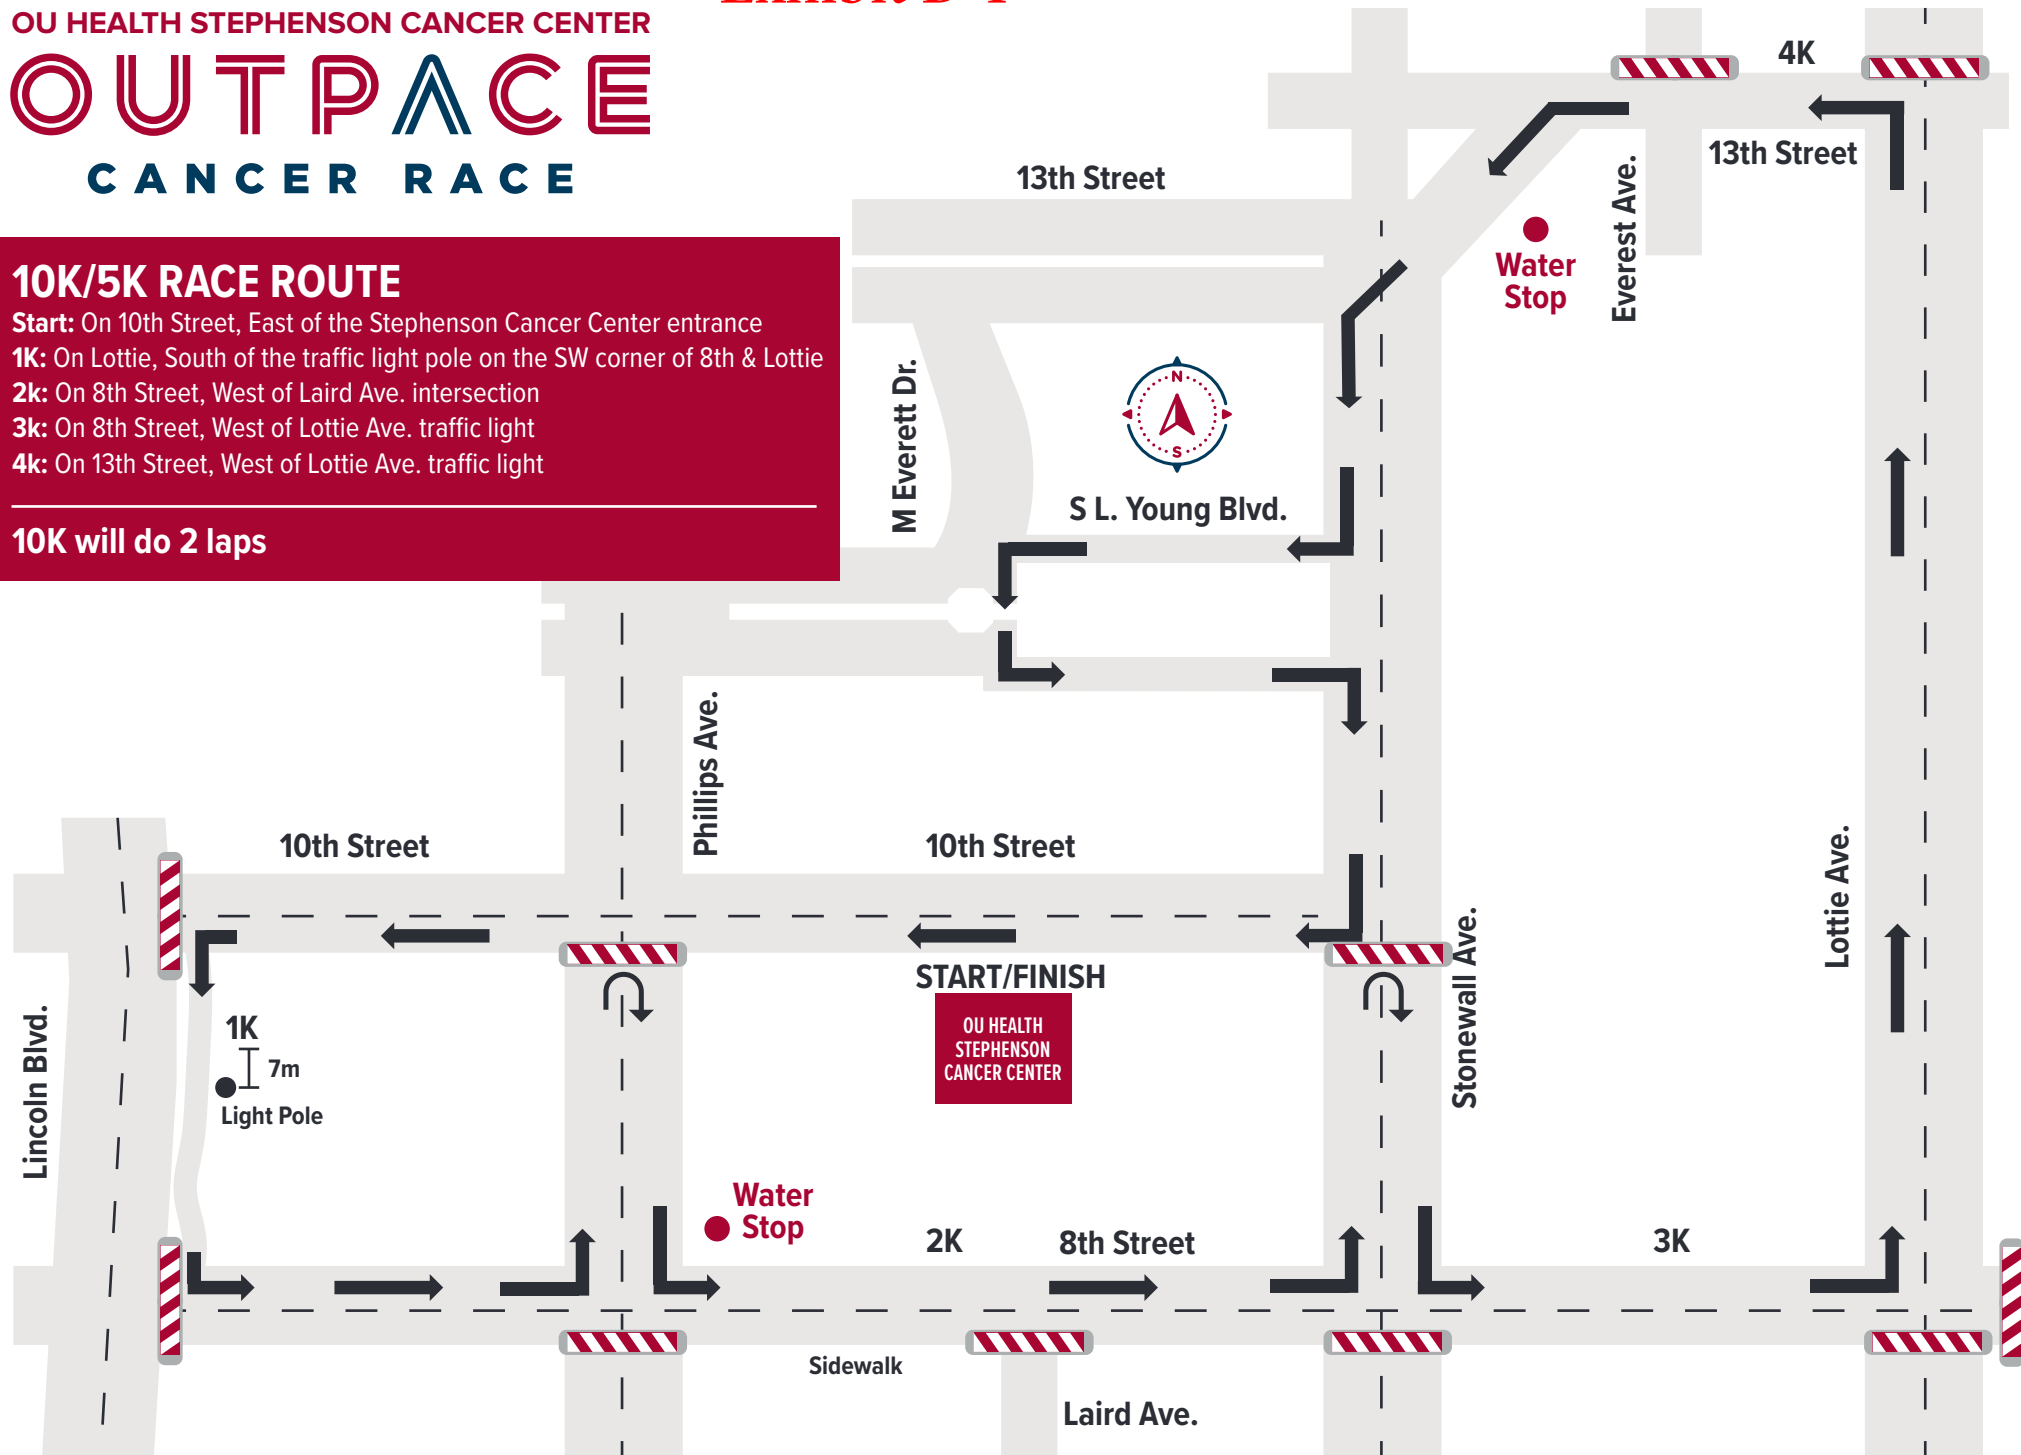 OU HEALTH STEPHENSON CANCER CENTER
OUTPACE
CANCER RACE
10K/5K RACE ROUTE
Start: On 10th Street, East of the Stephenson Cancer Center entrance
1K: On Lottie, South of the traffic light pole on the SW corner of 8th & Lottie
2k: On 8th Street, West of Laird Ave. intersection
3k: On 8th Street, West of Lottie Ave. traffic light
4k: On 13th Street, West of Lottie Ave. traffic light
10K will do 2 laps
4K
13th Street
13th Street
Everest Ave.
Water
Stop
M Everett Dr.
N
S
S L. Young Blvd.
Phillips Ave.
10th Street
10th Street
Lottie Ave.
Stonewall Ave.
START/FINISH
OU HEALTH
STEPHENSON
CANCER CENTER
Lincoln Blvd.
1K
7m
Light Pole
Water
Stop
2K
8th Street
3K
Sidewalk
Laird Ave.